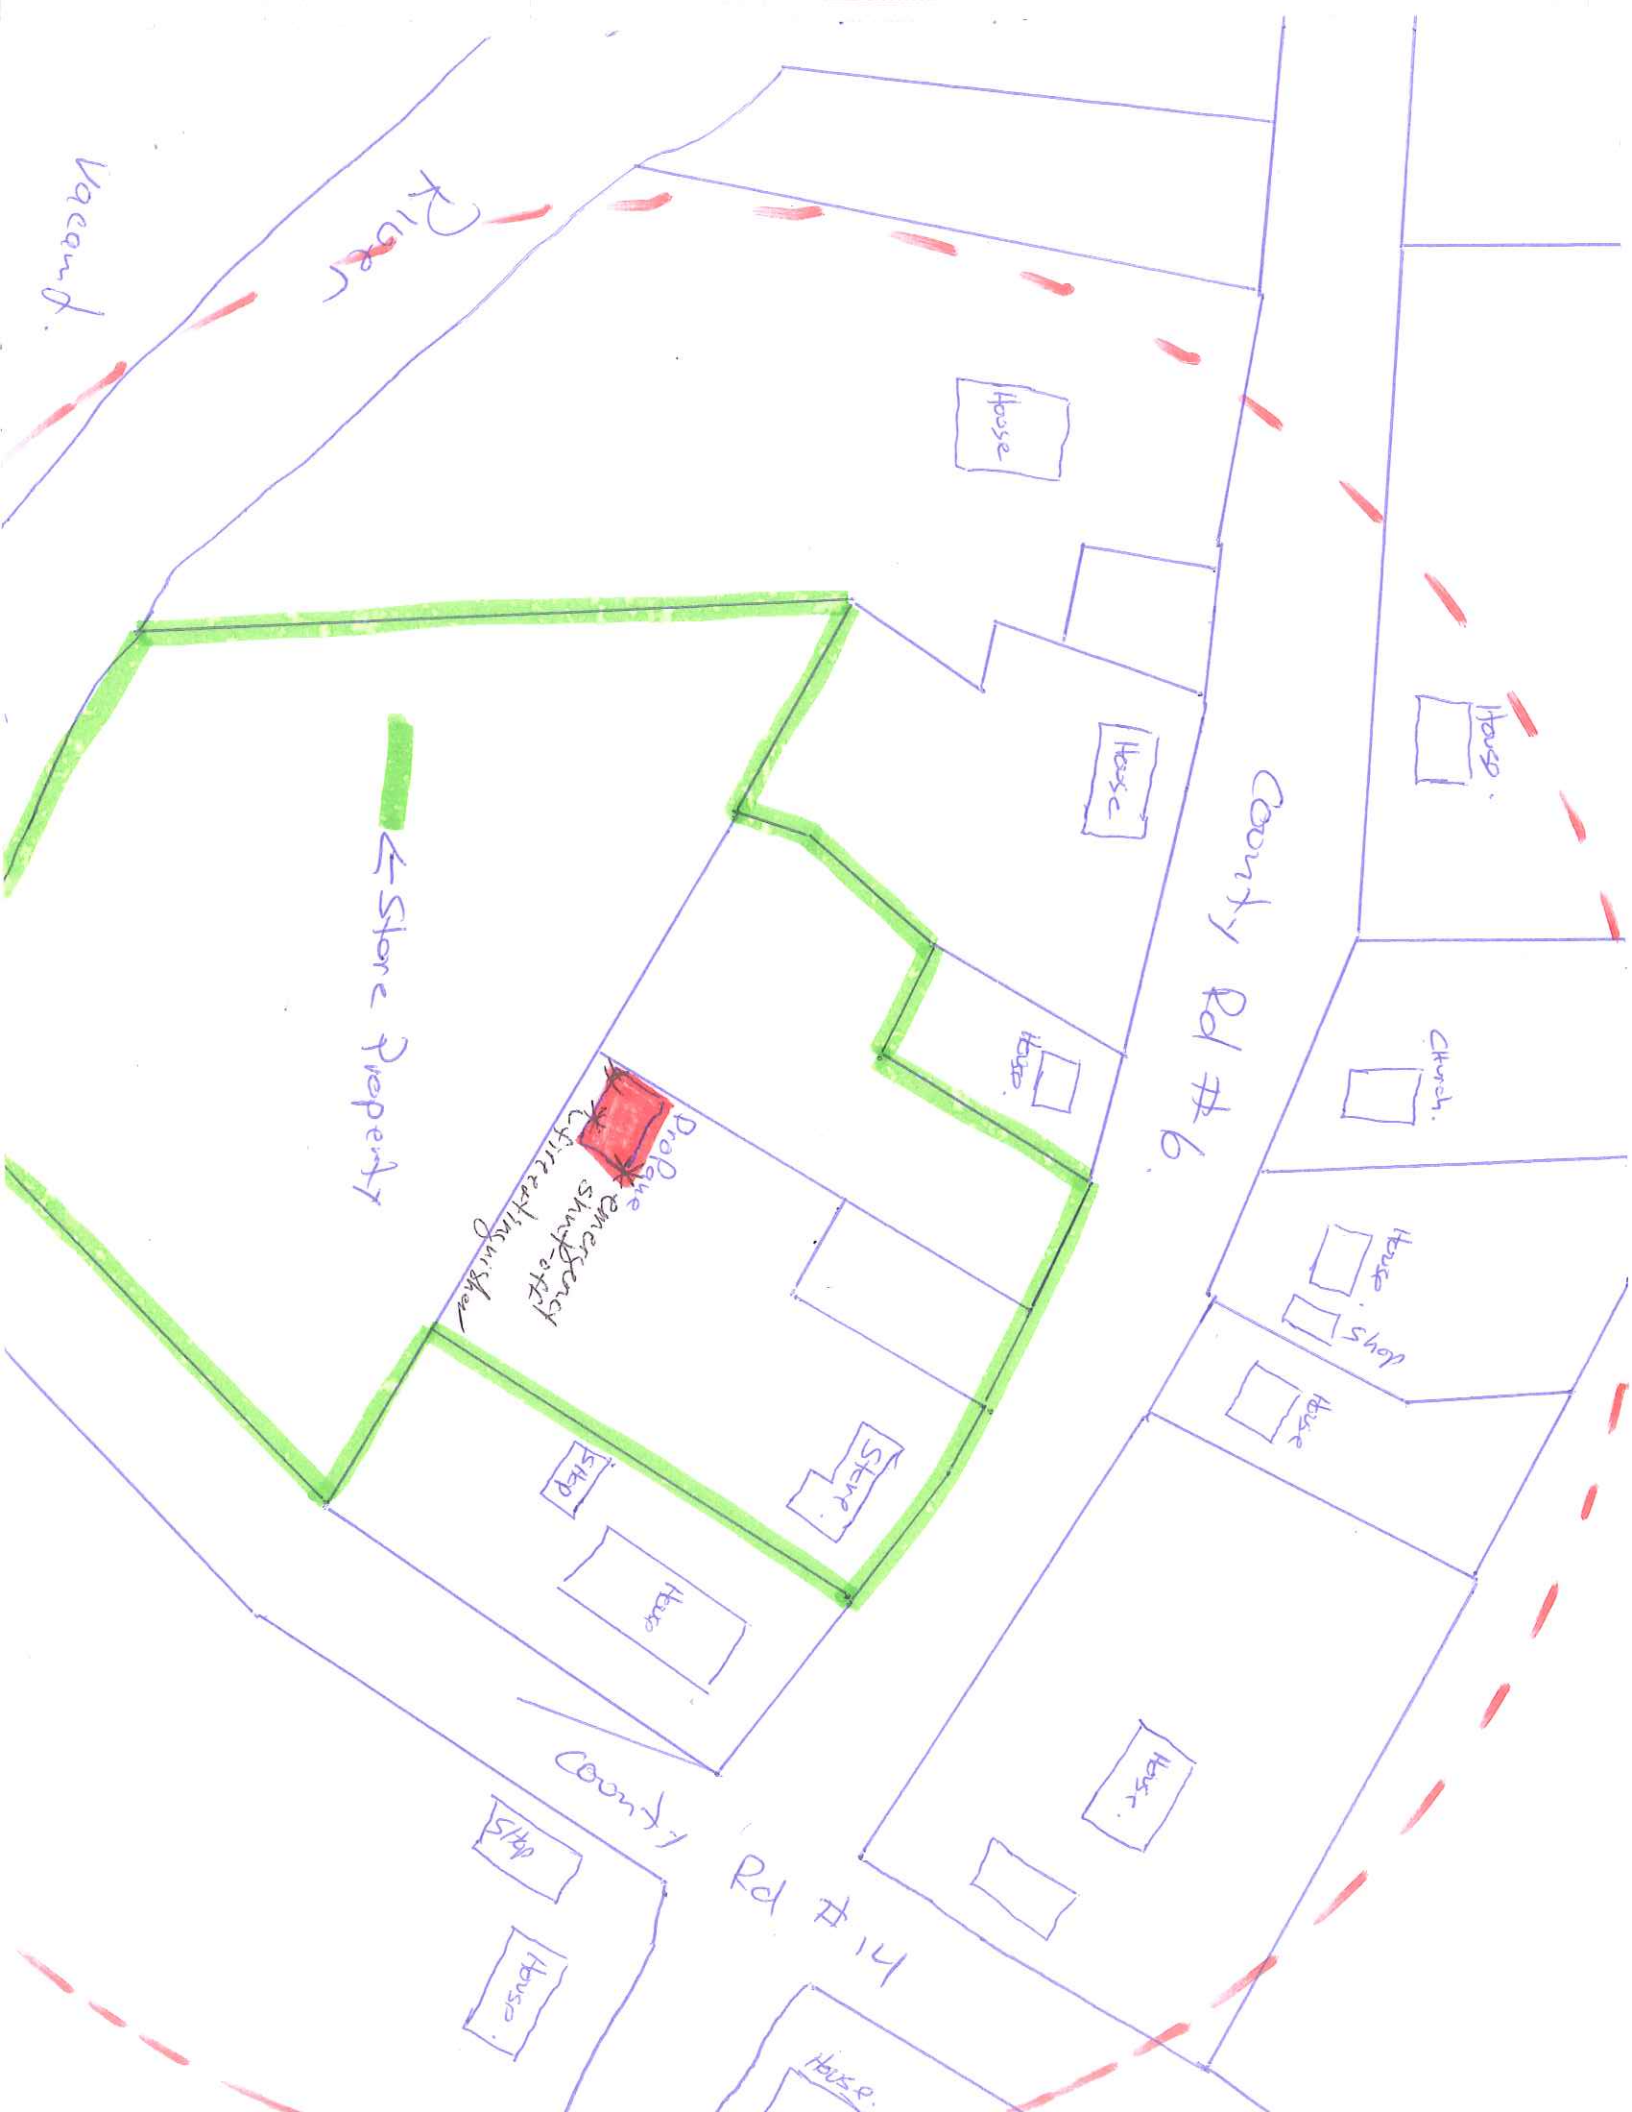 Vacant.
River
House
House
House.
County Rd # 6.
House.
Church.
House.
Shop
House
← Store Property
Propane
emergency
shut-off
fire extinguisher
Store.
SHop
House
House.
County Rd # 14
SHop
House.
House.